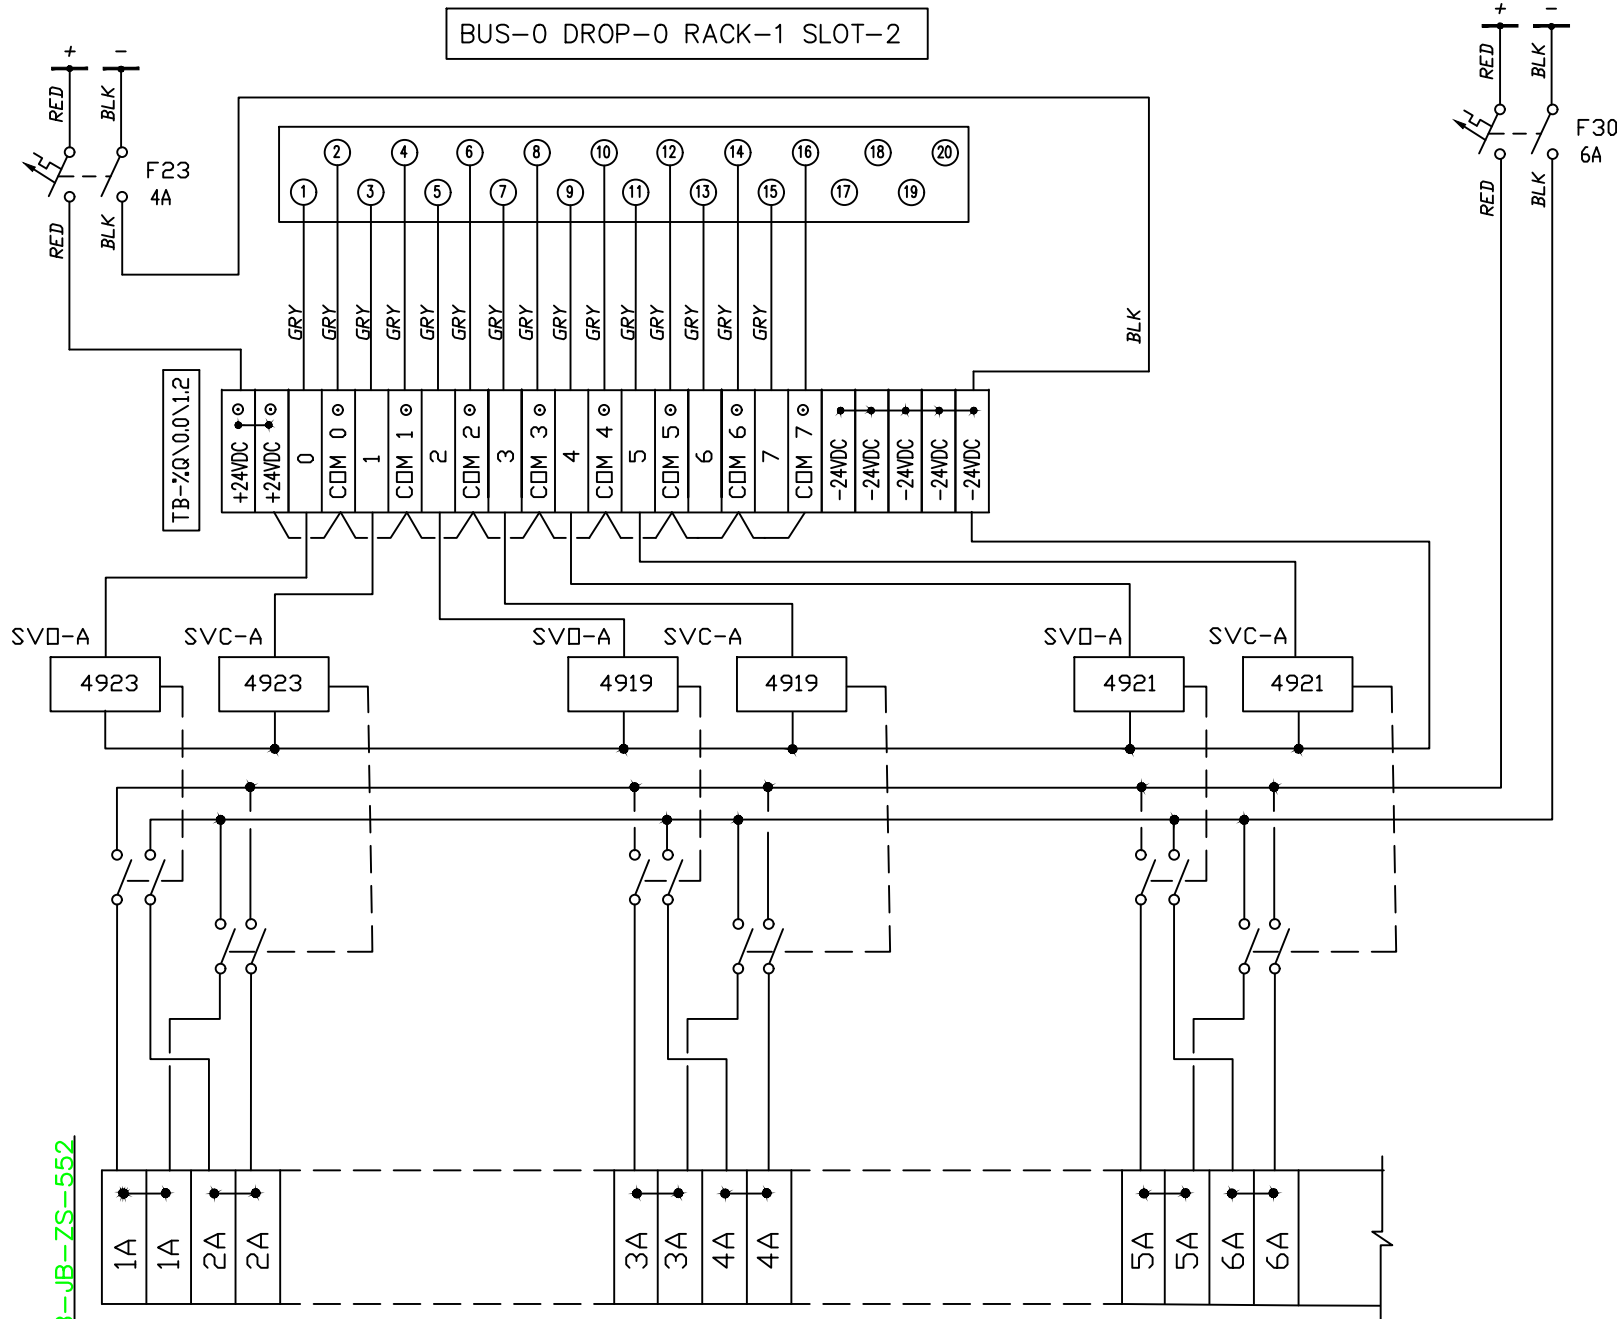 BUS-0 DROP-0 RACK-1 SLOT-2
+ -
RED BLK
F23
4A
RED BLK
+ -
RED BLK
F30
6A
RED BLK
2 4 6 8 10 12 14 16 18 20
1 3 5 7 9 11 13 15 17 19
GRY GRY GRY GRY GRY GRY GRY GRY GRY GRY GRY GRY GRY GRY GRY
BLK
TB-%Q\0.0\1.2
+24VDC +24VDC 0 COM 0 1 COM 1 2 COM 2 3 COM 3 4 COM 4 5 COM 5 6 COM 6 7 COM 7 -24VDC -24VDC -24VDC -24VDC -24VDC
SVO-A SVC-A SVO-A SVC-A SVO-A SVC-A
4923 4923 4919 4919 4921 4921
-JB-ZS-552
1A 1A 2A 2A 3A 3A 4A 4A 5A 5A 6A 6A